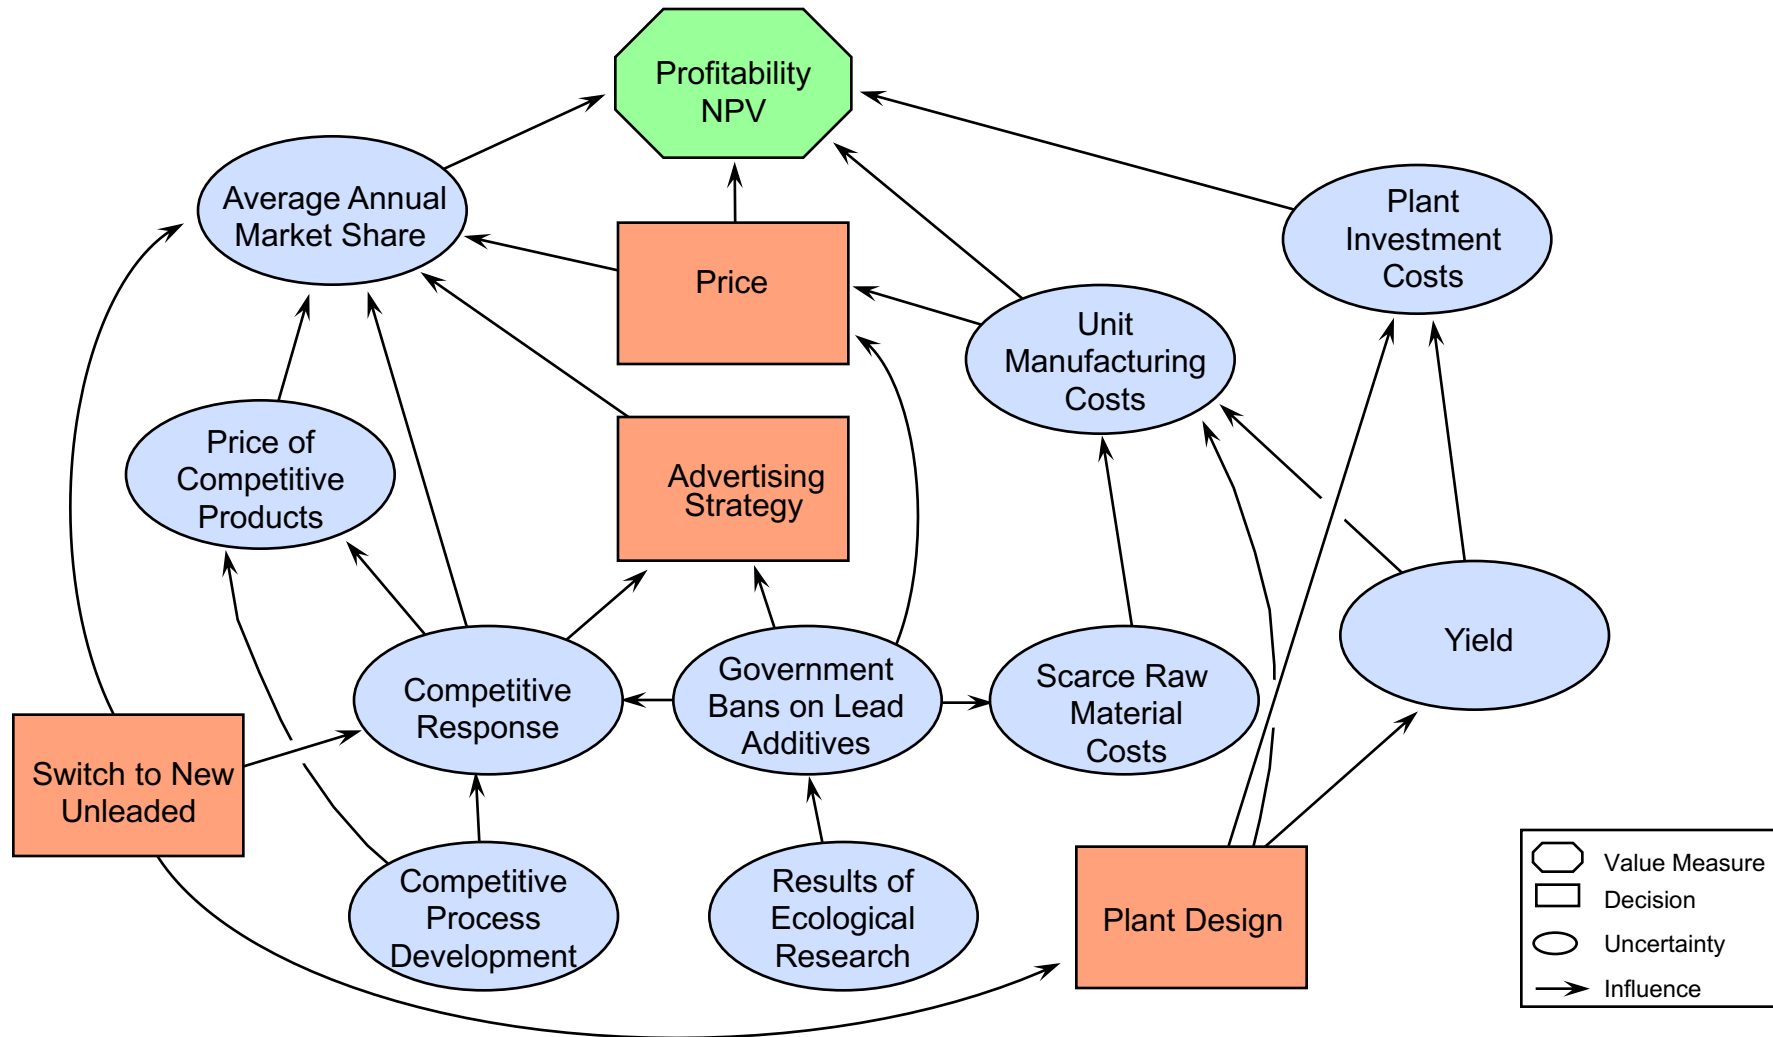 Profitability
NPV
Average Annual
Market Share
Price
Plant
Investment
Costs
Unit
Manufacturing
Costs
Price of
Competitive
Products
Advertising
Strategy
Yield
Competitive
Response
Government
Bans on Lead
Additives
Scarce Raw
Material
Costs
Switch to New
Unleaded
Competitive
Process
Development
Results of
Ecological
Research
Plant Design
Value Measure
Decision
Uncertainty
Influence